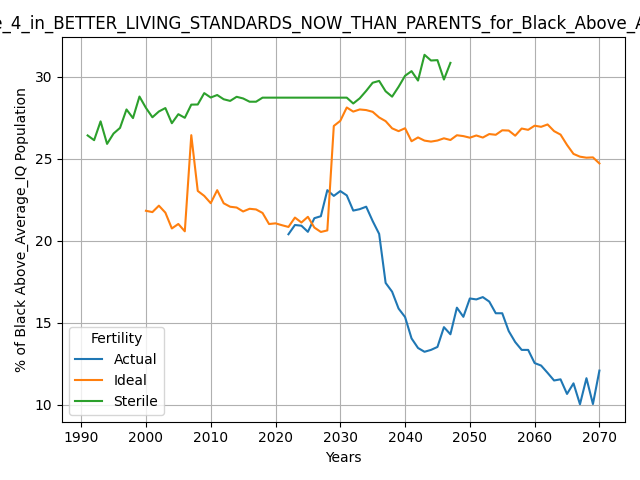 e_4_in_BETTER_LIVING_STANDARDS_NOW_THAN_PARENTS_for_Black_Above_A
% of Black Above_Average_IQ Population
30
25
20
15
10
Fertility
Actual
Ideal
Sterile
1990 2000 2010 2020 2030 2040 2050 2060 2070
Years